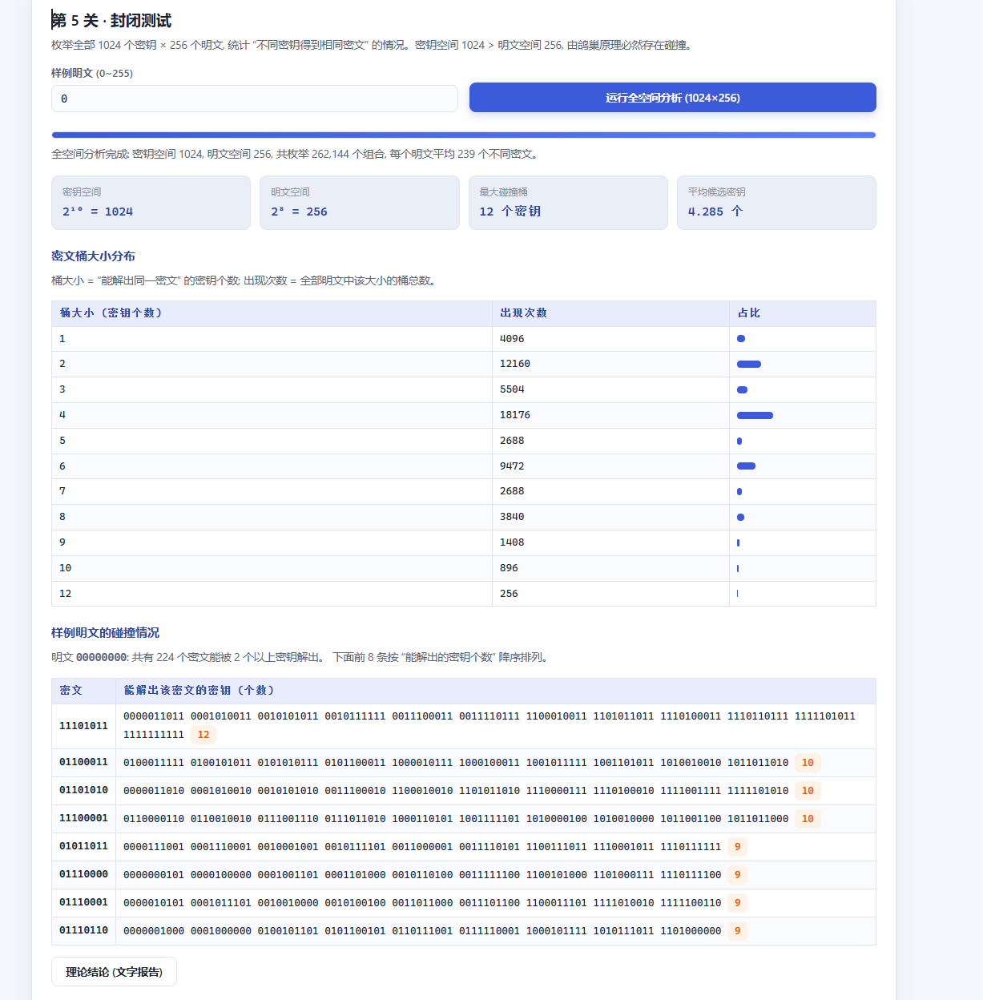 第 5 关 · 封闭测试
枚举全部 1024 个密钥 × 256 个明文, 统计 “不同密钥得到相同密文” 的情况。密钥空间 1024 > 明文空间 256, 由鸽巢原理必然存在碰撞。
样例明文 (0~255)
0
运行全空间分析 (1024×256)
全空间分析完成: 密钥空间 1024, 明文空间 256, 共枚举 262,144 个组合, 每个明文平均 239 个不同密文。
密钥空间 明文空间 最大碰撞桶 平均候选密钥
2¹⁰ = 1024 2⁸ = 256 12 个密钥 4.285 个
密文桶大小分布
桶大小 = “能解出同一密文” 的密钥个数; 出现次数 = 全部明文中该大小的桶总数。
桶大小 (密钥个数) 出现次数 占比
1 4096
2 12160
3 5504
4 18176
5 2688
6 9472
7 2688
8 3840
9 1408
10 896
12 256
样例明文的碰撞情况
明文 00000000: 共有 224 个密文能被 2 个以上密钥解出。 下面前 8 条按 “能解出的密钥个数” 降序排列。
密文 能解出该密文的密钥 (个数)
11101011 0000011011 0001010011 0010101011 0010111111 0011100011 0011110111 1100010011 1101011011 1110100011 1110110111 1111101011
1111111111 12
01100011 0100011111 0100101011 0101010111 0101100011 1000010111 1000100011 1001011111 1001101011 1010010010 1011011010 10
01101010 0000011010 0001010010 0010101010 0011100010 1100010010 1101011010 1110000111 1110100010 1111001111 1111101010 10
11100001 0110000110 0110010010 0111001110 0111011010 1000110101 1001111101 1010000100 1010010000 1011001100 1011011000 10
01011011 0000111001 0001110001 0010001001 0010111101 0011000001 0011110101 1100111011 1110001011 1110111111 9
01110000 0000000101 0000100000 0001001101 0001101000 0010110100 0011111100 1100101000 1101000111 1110111100 9
01110001 0000010101 0001011101 0010010000 0010100100 0011011000 0011101100 1100011101 1111010010 1111100110 9
01110110 0000001000 0001000000 0100101101 0101100101 0110111001 0111110001 1000101111 1010111011 1101000000 9
理论结论 (文字报告)